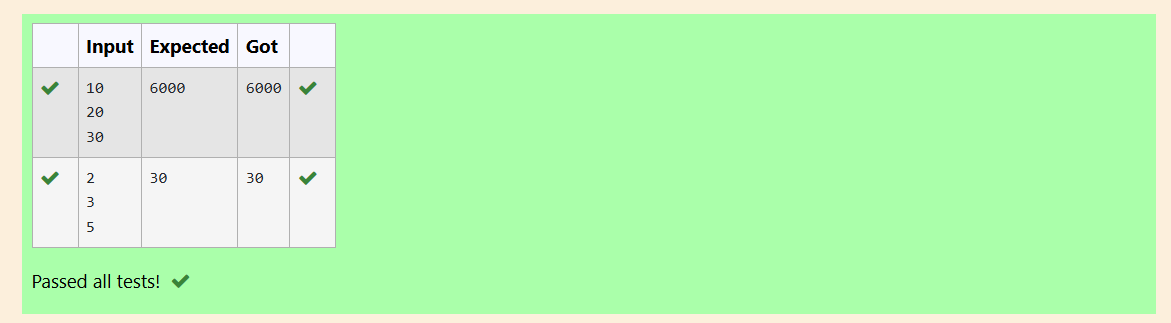 Input Expected Got
10 6000 6000
20
30
2 30 30
3
5
Passed all tests!